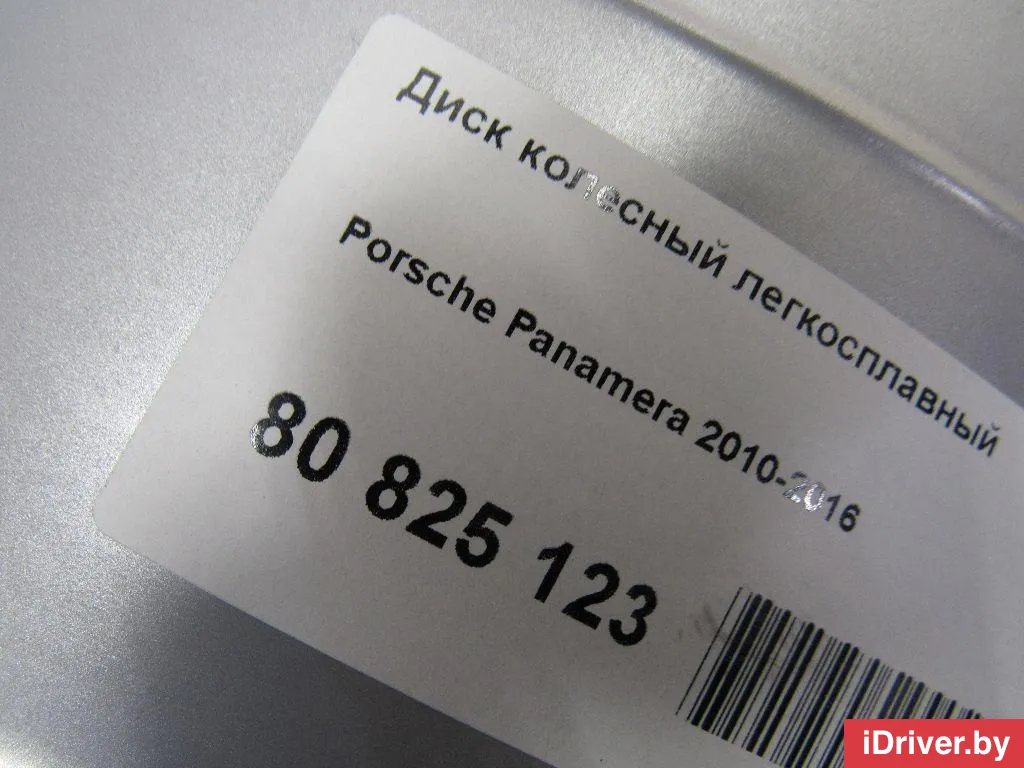 Диск колесный легкосплавный
Porsche Panamera 2010-2016
80 825 123
iDriver.by